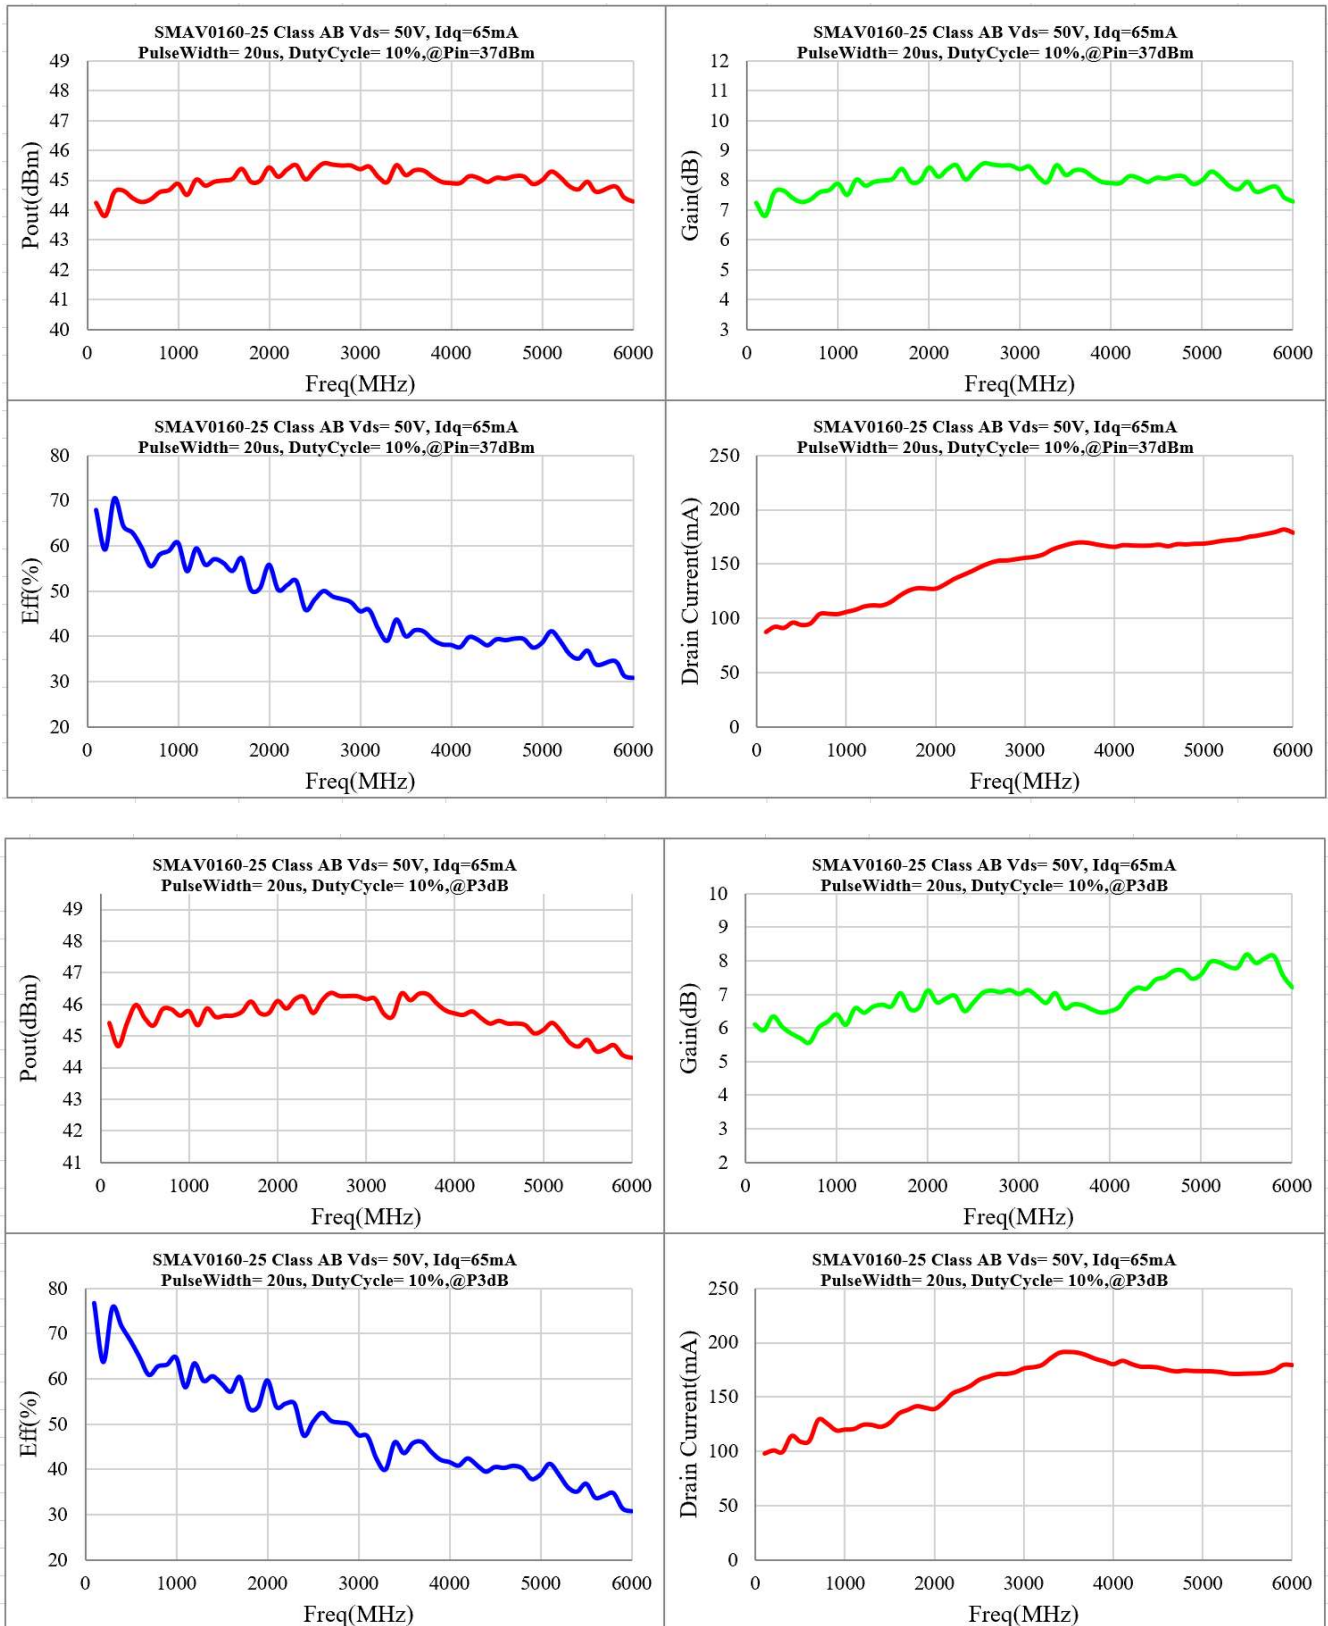 SMAV0160-25 Class AB Vds= 50V, Idq=65mA
PulseWidth= 20us, DutyCycle= 10%,@Pin=37dBm
Pout(dBm)
49
48
47
46
45
44
43
42
41
40
0 1000 2000 3000 4000 5000 6000
Freq(MHz)
SMAV0160-25 Class AB Vds= 50V, Idq=65mA
PulseWidth= 20us, DutyCycle= 10%,@Pin=37dBm
Gain(dB)
12
11
10
9
8
7
6
5
4
3
0 1000 2000 3000 4000 5000 6000
Freq(MHz)
SMAV0160-25 Class AB Vds= 50V, Idq=65mA
PulseWidth= 20us, DutyCycle= 10%,@Pin=37dBm
Eff(%)
80
70
60
50
40
30
20
0 1000 2000 3000 4000 5000 6000
Freq(MHz)
SMAV0160-25 Class AB Vds= 50V, Idq=65mA
PulseWidth= 20us, DutyCycle= 10%,@Pin=37dBm
Drain Current(mA)
250
200
150
100
50
0
0 1000 2000 3000 4000 5000 6000
Freq(MHz)
SMAV0160-25 Class AB Vds= 50V, Idq=65mA
PulseWidth= 20us, DutyCycle= 10%,@P3dB
Pout(dBm)
49
48
47
46
45
44
43
42
41
0 1000 2000 3000 4000 5000 6000
Freq(MHz)
SMAV0160-25 Class AB Vds= 50V, Idq=65mA
PulseWidth= 20us, DutyCycle= 10%,@P3dB
Gain(dB)
10
9
8
7
6
5
4
3
2
0 1000 2000 3000 4000 5000 6000
Freq(MHz)
SMAV0160-25 Class AB Vds= 50V, Idq=65mA
PulseWidth= 20us, DutyCycle= 10%,@P3dB
Eff(%)
80
70
60
50
40
30
20
0 1000 2000 3000 4000 5000 6000
Freq(MHz)
SMAV0160-25 Class AB Vds= 50V, Idq=65mA
PulseWidth= 20us, DutyCycle= 10%,@P3dB
Drain Current(mA)
250
200
150
100
50
0
0 1000 2000 3000 4000 5000 6000
Freq(MHz)